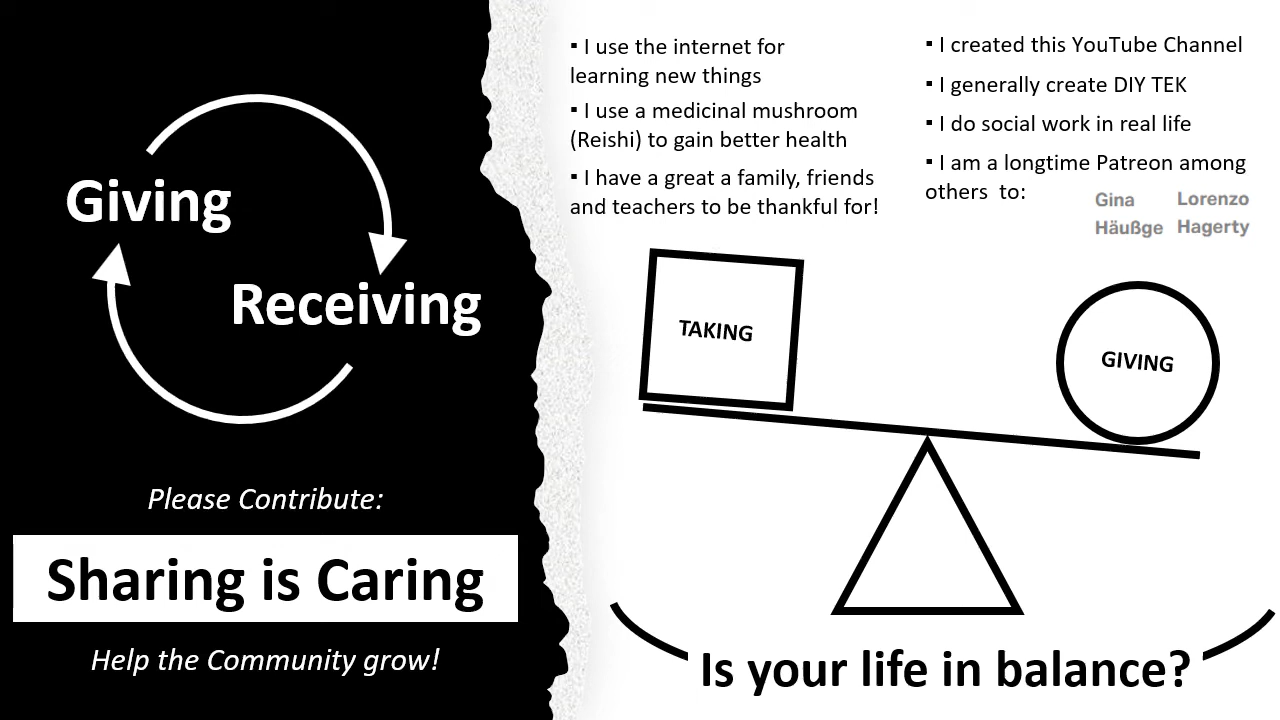 Giving
Receiving
Please Contribute:
Sharing is Caring
Help the Community grow!
▪ I use the internet for
learning new things
▪ I use a medicinal mushroom
(Reishi) to gain better health
▪ I have a great a family, friends
and teachers to be thankful for!
▪ I created this YouTube Channel
▪ I generally create DIY TEK
▪ I do social work in real life
▪ I am a longtime Patreon among
others to:
Gina
Häußge
Lorenzo
Hagerty
TAKING
GIVING
Is your life in balance?